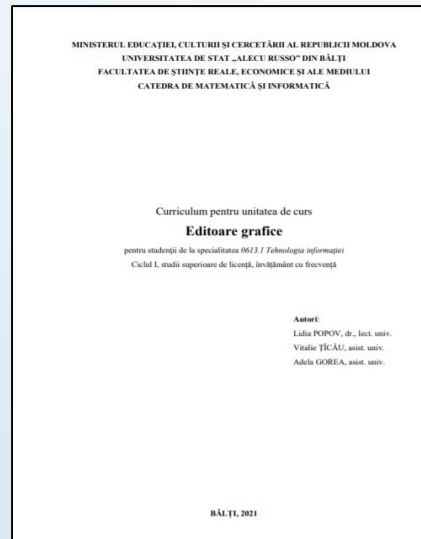 MINISTERUL EDUCAȚIEI, CULTURII ȘI CERCETĂRII AL REPUBLICII MOLDOVA
UNIVERSITATEA DE STAT „ALECU RUSSO” DIN BĂLȚI
FACULTATEA DE ȘTIINȚE REALE, ECONOMICE ȘI ALE MEDIULUI
CATEDRA DE MATEMATICĂ ȘI INFORMATICĂ
Curriculum pentru unitatea de curs
Editoare grafice
pentru studenții de la specialitatea 0613.1 Tehnologia informației
Ciclul I, studii superioare de licență, învățământ cu frecvență
Autori:
Lidia POPOV, dr., lect. univ.
Vitalie ȚÎCĂU, asist. univ.
Adela GOREA, asist. univ.
BĂLȚI, 2021